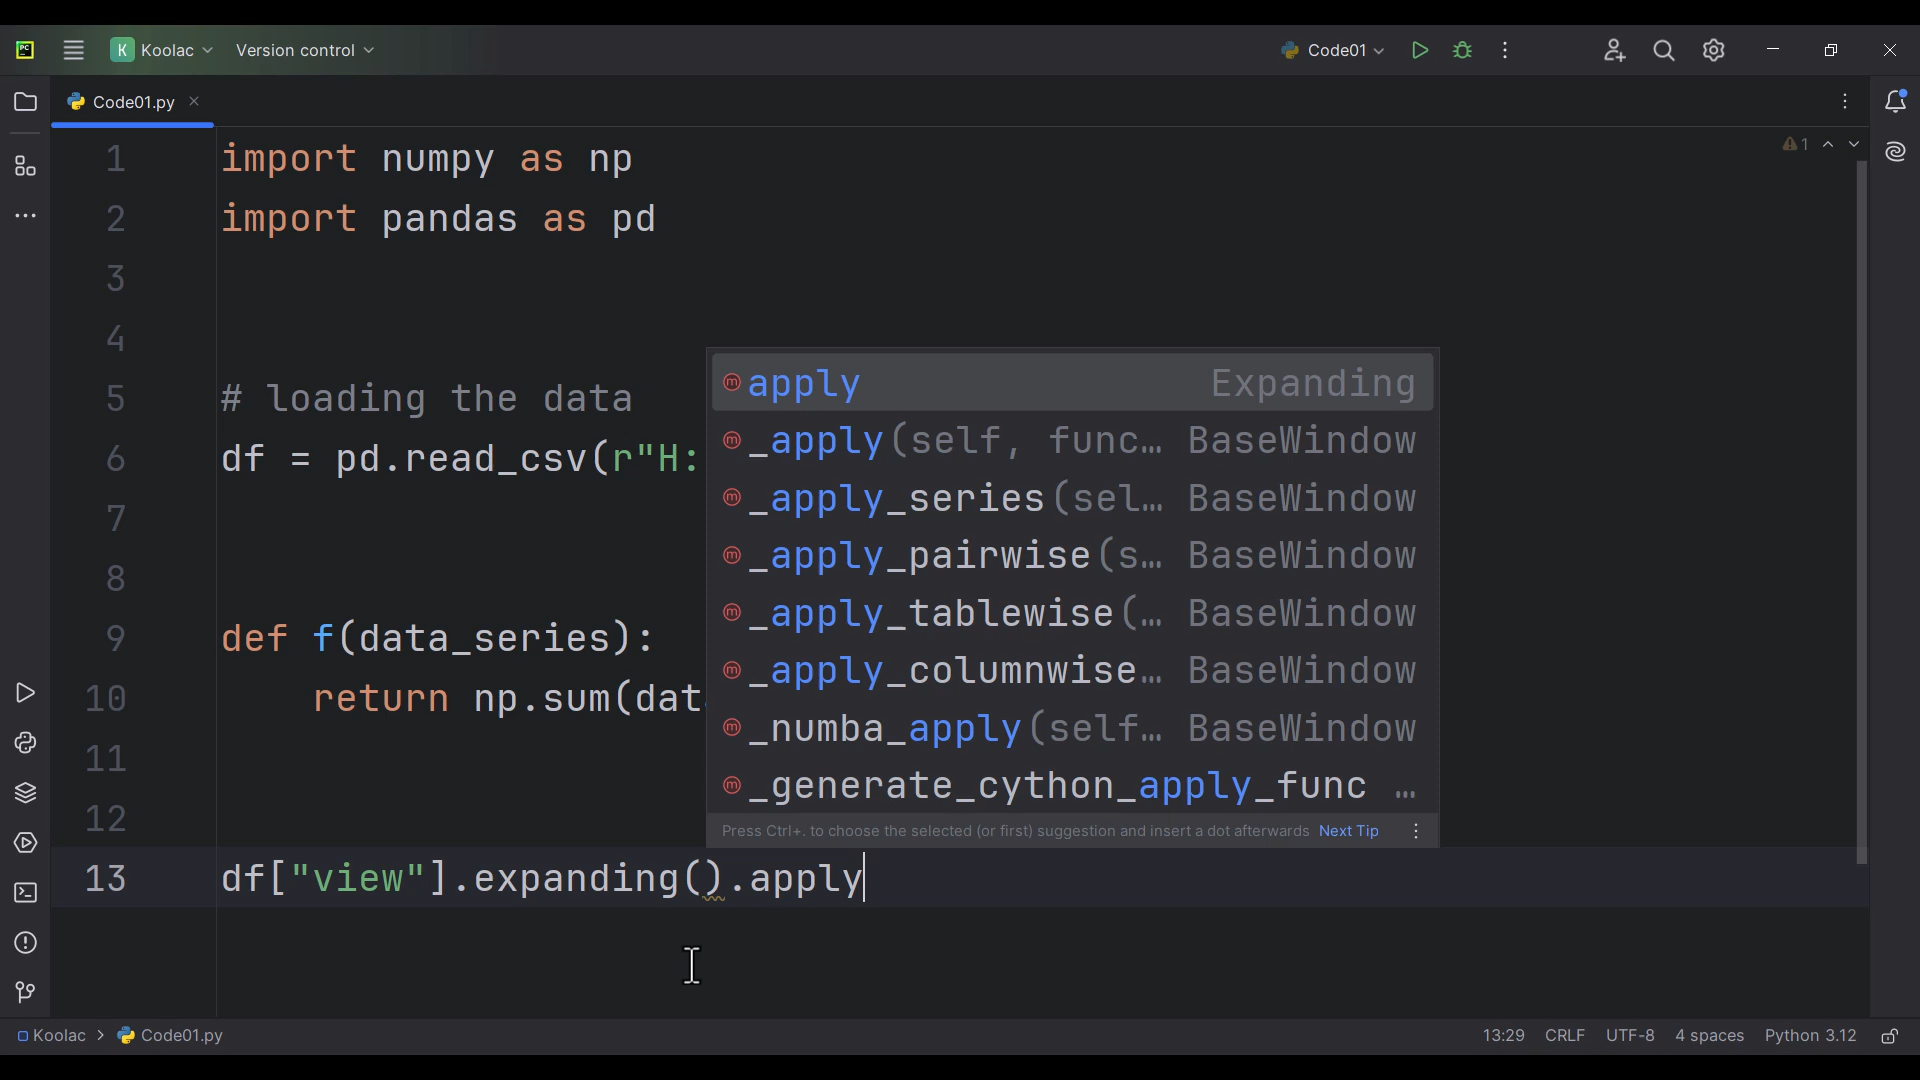 K Koolac Version control Code01
Code01.py
1
1 import numpy as np
2 import pandas as pd
3
4
5 # loading the data
6 df = pd.read_csv(r"H:
7
8
9 def f(data_series):
10 return np.sum(dat
11
12
13 df["view"].expanding().apply
apply Expanding
_apply(self, func… BaseWindow
_apply_series(sel… BaseWindow
_apply_pairwise(s… BaseWindow
_apply_tablewise(… BaseWindow
_apply_columnwise… BaseWindow
_numba_apply(self… BaseWindow
_generate_cython_apply_func …
Press Ctrl+. to choose the selected (or first) suggestion and insert a dot afterwards Next Tip
Koolac > Code01.py 13:29 CRLF UTF-8 4 spaces Python 3.12